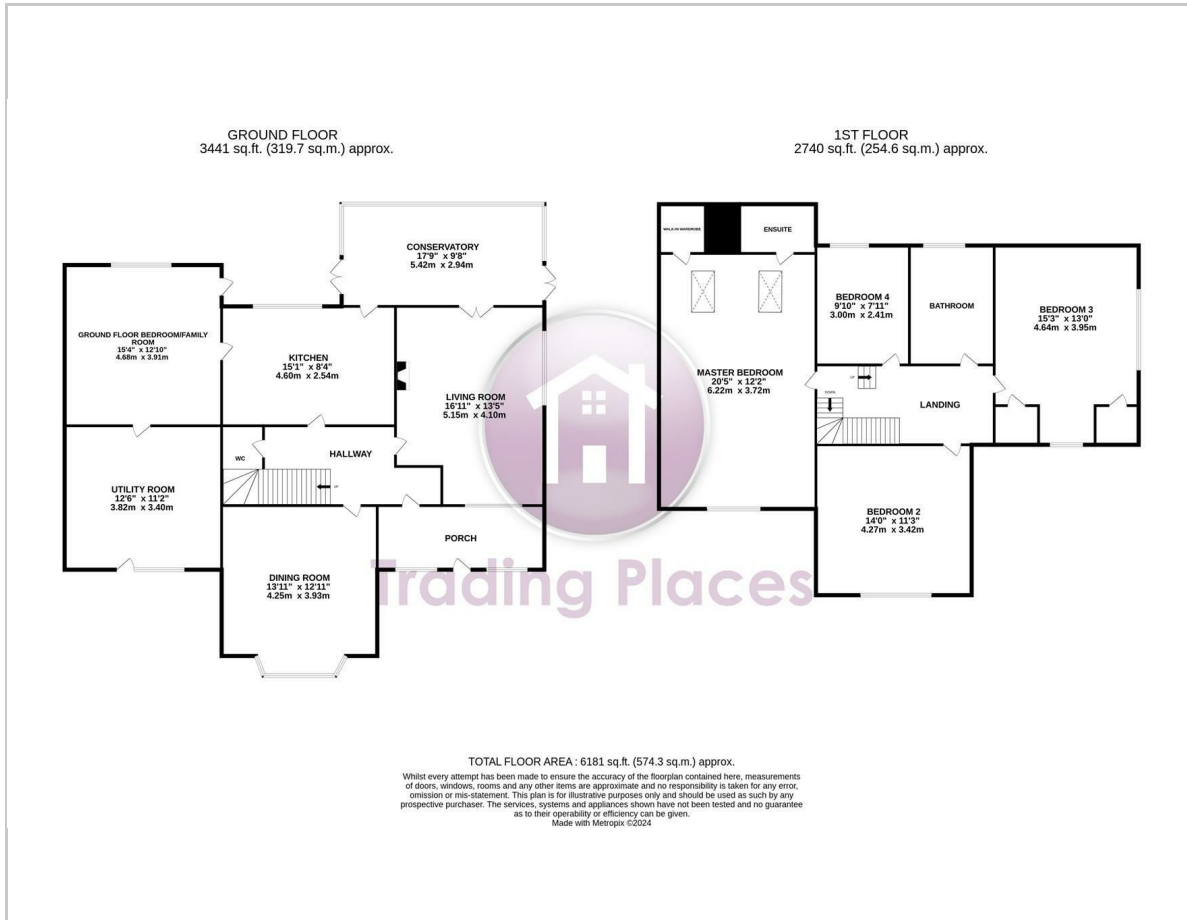 GROUND FLOOR
3441 sq.ft. (319.7 sq.m.) approx.
1ST FLOOR
2740 sq.ft. (254.6 sq.m.) approx.
CONSERVATORY
17'9" x 9'8"
5.42m x 2.94m
GROUND FLOOR BEDROOM/FAMILY
ROOM
15'4" x 12'10"
4.68m x 3.91m
KITCHEN
15'1" x 8'4"
4.60m x 2.54m
LIVING ROOM
16'11" x 13'5"
5.15m x 4.10m
HALLWAY
WC
UP
UTILITY ROOM
12'6" x 11'2"
3.82m x 3.40m
PORCH
DINING ROOM
13'11" x 12'11"
4.25m x 3.93m
WALK-IN WARDROBE
ENSUITE
BEDROOM 4
9'10" x 7'11"
3.00m x 2.41m
BATHROOM
BEDROOM 3
15'3" x 13'0"
4.64m x 3.95m
MASTER BEDROOM
20'5" x 12'2"
6.22m x 3.72m
UP
DOWN
LANDING
BEDROOM 2
14'0" x 11'3"
4.27m x 3.42m
Trading Places
TOTAL FLOOR AREA : 6181 sq.ft. (574.3 sq.m.) approx.
Whilst every attempt has been made to ensure the accuracy of the floorplan contained here, measurements
of doors, windows, rooms and any other items are approximate and no responsibility is taken for any error,
omission or mis-statement. This plan is for illustrative purposes only and should be used as such by any
prospective purchaser. The services, systems and appliances shown have not been tested and no guarantee
as to their operability or efficiency can be given.
Made with Metropix ©2024